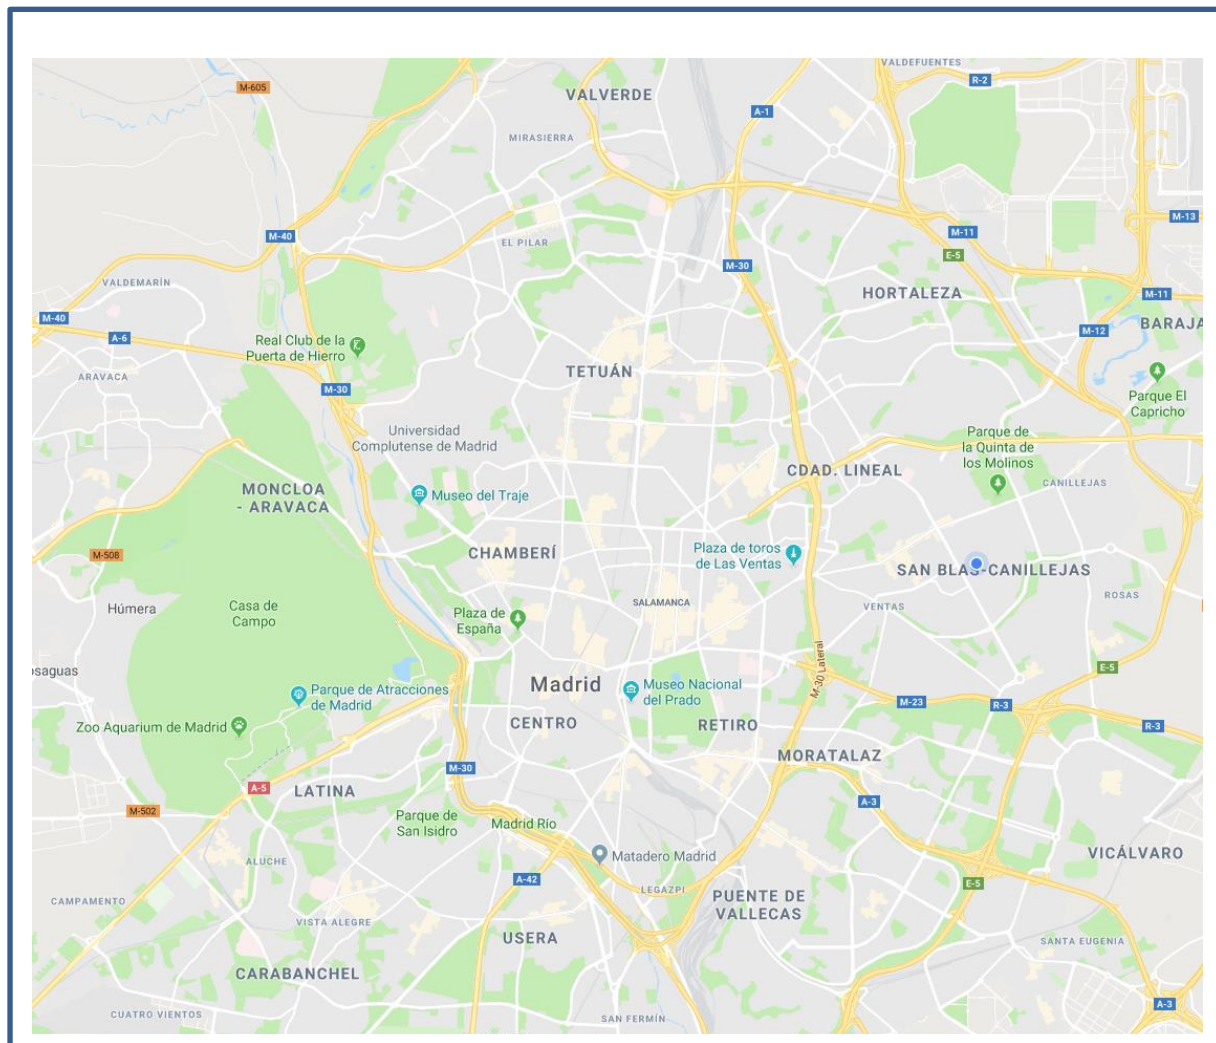 VALDEFUENTES
R-2
M-605
VALVERDE
A-1
MIRASIERRA
M-13
M-11
M-40
EL PILAR
E-5
M-30
VALDEMARÍN
HORTALEZA
M-11
M-40
BARAJA
M-12
A-6
Real Club de la
Puerta de Hierro
TETUÁN
ARAVACA
M-30
Parque El
Capricho
Universidad
Complutense de Madrid
Parque de
la Quinta de
los Molinos
CDAD. LINEAL
CANILLEJAS
MONCLOA
- ARAVACA
Museo del Traje
M-508
CHAMBERÍ
Plaza de toros
de Las Ventas
SAN BLAS-CANILLEJAS
ROSAS
Húmera
Casa de
Campo
SALAMANCA
VENTAS
Plaza de
España
M-30 Lateral
osaguas
E-5
Madrid
Museo Nacional
del Prado
Parque de Atracciones
de Madrid
M-23
R-3
R-3
Zoo Aquarium de Madrid
CENTRO
RETIRO
MORATALAZ
M-30
A-5
LATINA
A-3
M-502
Parque de
San Isidro
Madrid Río
Matadero Madrid
VICÁLVARO
ALUCHE
A-42
LEGAZPI
E-5
PUENTE DE
VALLECAS
CAMPAMENTO
VISTA ALEGRE
USERA
SANTA EUGENIA
CARABANCHEL
A-3
CUATRO VIENTOS
SAN FERMÍN